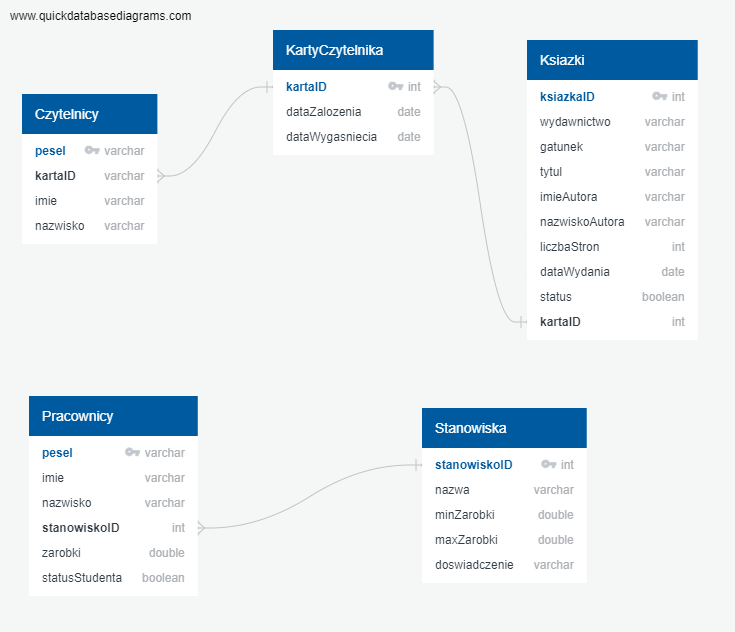 www.quickdatabasediagrams.com
Czytelnicy
pesel varchar
kartaID varchar
imie varchar
nazwisko varchar
KartyCzytelnika
kartaID int
dataZalozenia date
dataWygasniecia date
Ksiazki
ksiazkaID int
wydawnictwo varchar
gatunek varchar
tytul varchar
imieAutora varchar
nazwiskoAutora varchar
liczbaStron int
dataWydania date
status boolean
kartaID int
Pracownicy
pesel varchar
imie varchar
nazwisko varchar
stanowiskoID int
zarobki double
statusStudenta boolean
Stanowiska
stanowiskoID int
nazwa varchar
minZarobki double
maxZarobki double
doswiadczenie varchar